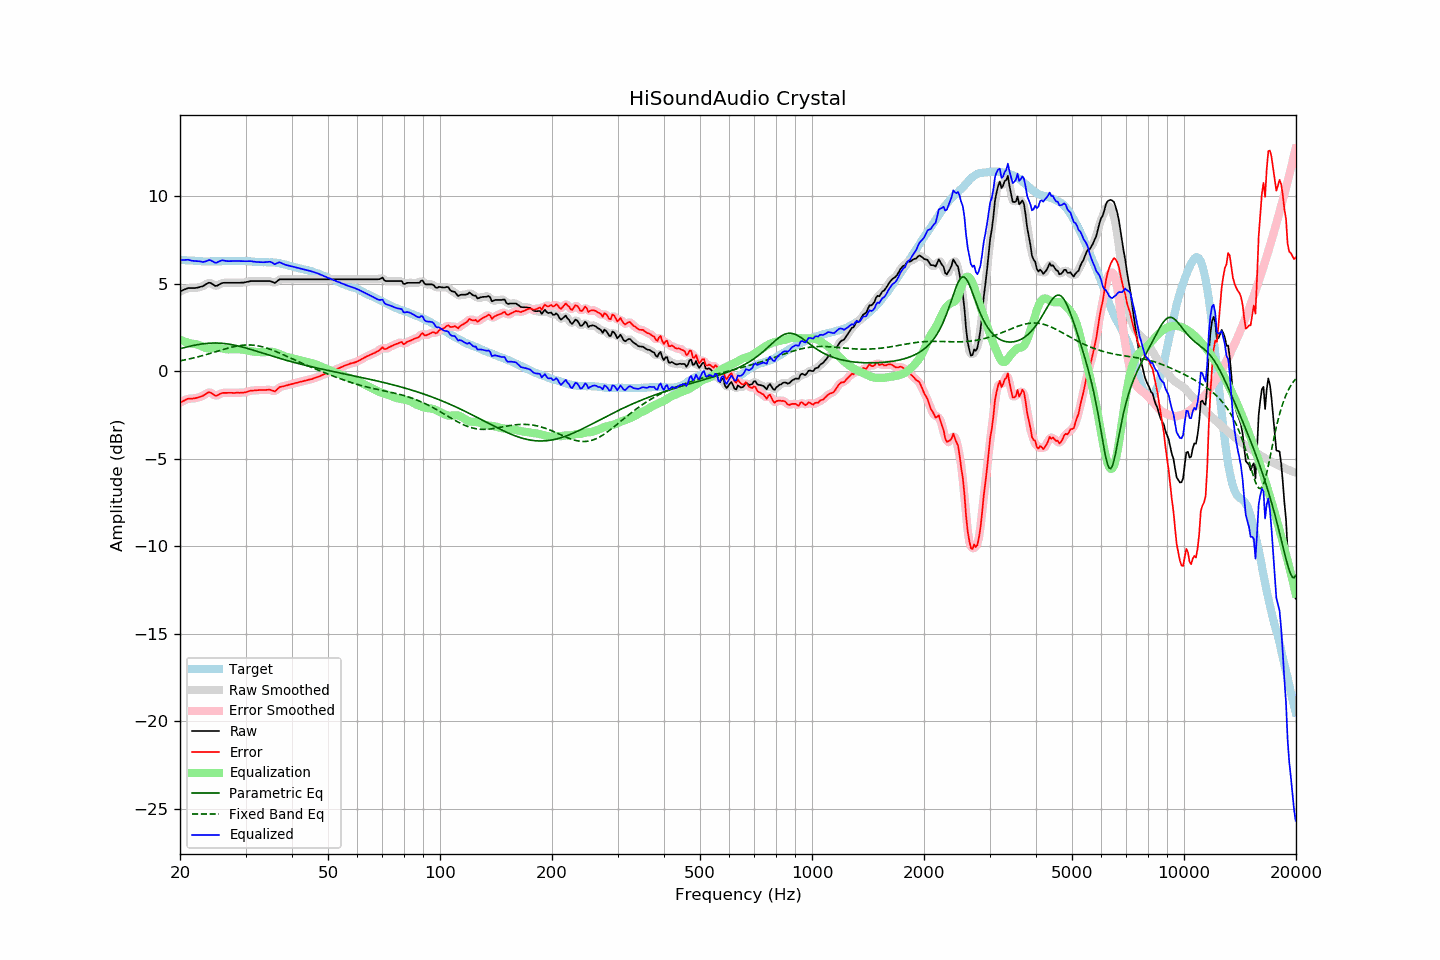 HiSoundAudio Crystal
Amplitude (dBr)
10
5
0
−5
−10
−15
−20
−25
Target
Raw Smoothed
Error Smoothed
Raw
Error
Equalization
Parametric Eq
Fixed Band Eq
Equalized
20 50 100 200 500 1000 2000 5000 10000 20000
Frequency (Hz)